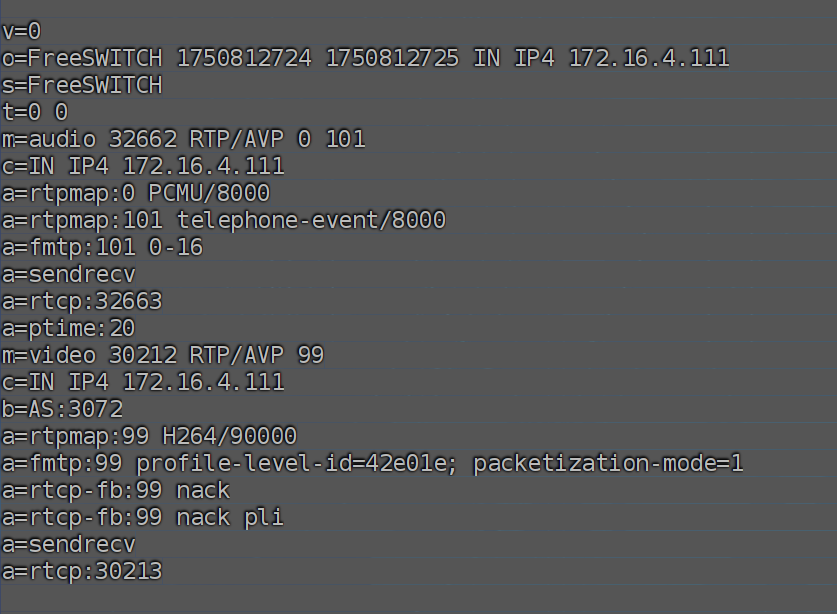 v=0
o=FreeSWITCH 1750812724 1750812725 IN IP4 172.16.4.111
s=FreeSWITCH
t=0 0
m=audio 32662 RTP/AVP 0 101
c=IN IP4 172.16.4.111
a=rtpmap:0 PCMU/8000
a=rtpmap:101 telephone-event/8000
a=fmtp:101 0-16
a=sendrecv
a=rtcp:32663
a=ptime:20
m=video 30212 RTP/AVP 99
c=IN IP4 172.16.4.111
b=AS:3072
a=rtpmap:99 H264/90000
a=fmtp:99 profile-level-id=42e01e; packetization-mode=1
a=rtcp-fb:99 nack
a=rtcp-fb:99 nack pli
a=sendrecv
a=rtcp:30213